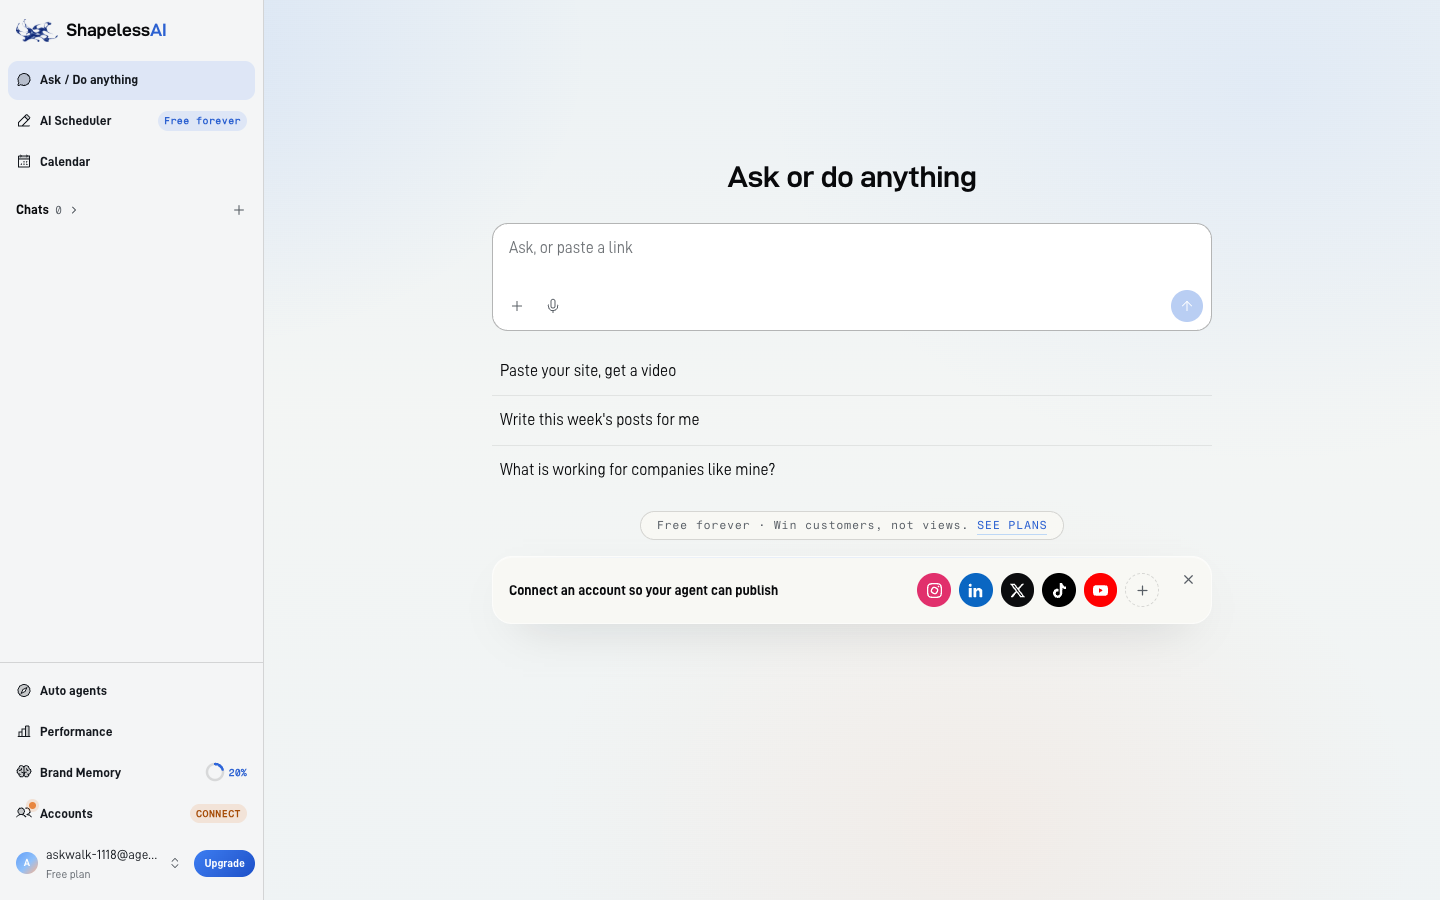 ShapelessAI
Ask / Do anything
AI Scheduler Free forever
Calendar
Chats 0
Auto agents
Performance
Brand Memory 20%
Accounts CONNECT
A askwalk-1118@age...
Free plan
Upgrade
Ask or do anything
Ask, or paste a link
Paste your site, get a video
Write this week's posts for me
What is working for companies like mine?
Free forever · Win customers, not views. SEE PLANS
Connect an account so your agent can publish